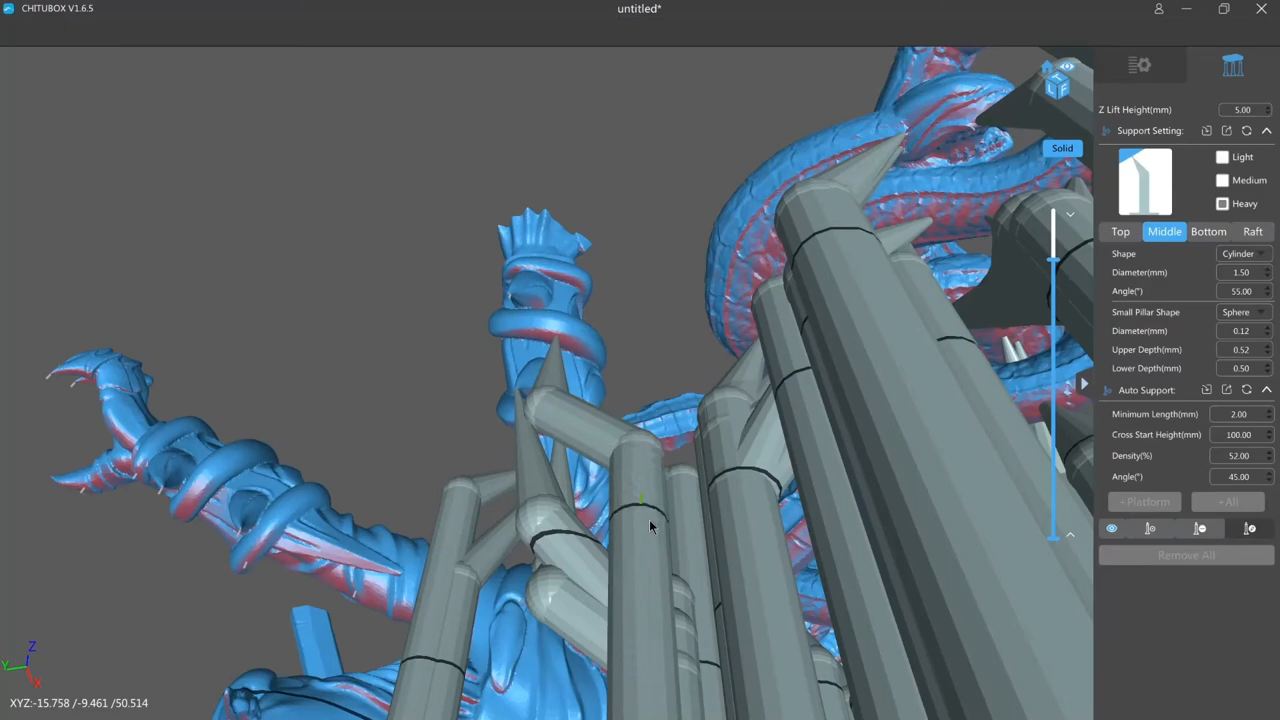 CHITUBOX V1.6.5
untitled*
Solid
Z Lift Height(mm) 5.00
Support Setting:
Light
Medium
Heavy
Top Middle Bottom Raft
Shape Cylinder
Diameter(mm) 1.50
Angle(°) 55.00
Small Pillar Shape Sphere
Diameter(mm) 0.12
Upper Depth(mm) 0.52
Lower Depth(mm) 0.50
Auto Support:
Minimum Length(mm) 2.00
Cross Start Height(mm) 100.00
Density(%) 52.00
Angle(°) 45.00
+Platform +All
Remove All
Z
Y
X
XYZ:-15.758 /-9.461 /50.514